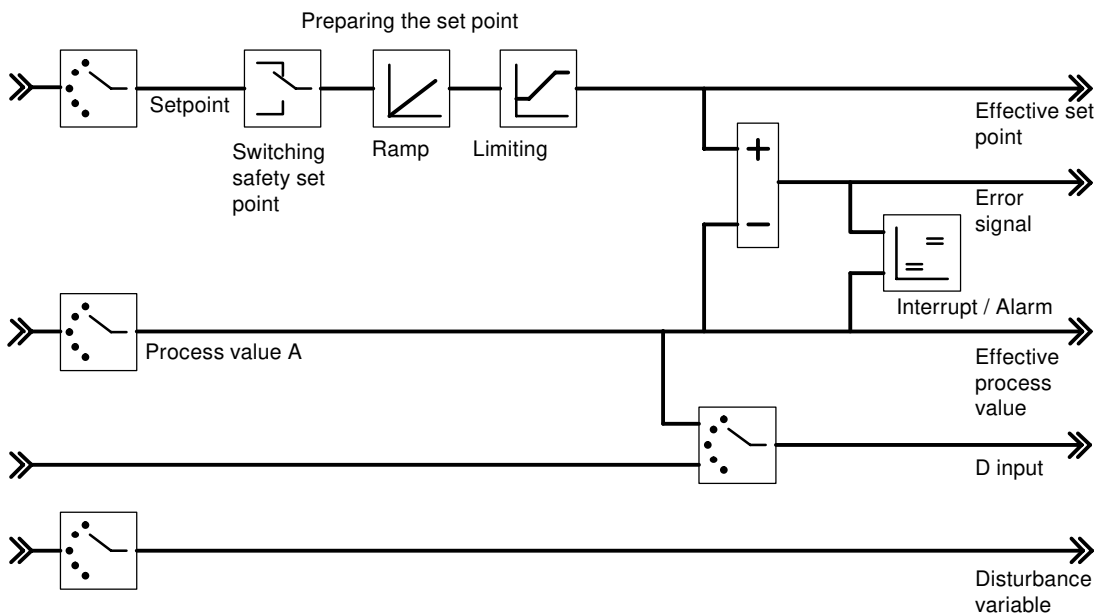 Preparing the set point
Setpoint
Switching
safety set
point
Ramp
Limiting
Effective set
point
Error
signal
Interrupt / Alarm
Process value A
Effective
process
value
D input
Disturbance
variable